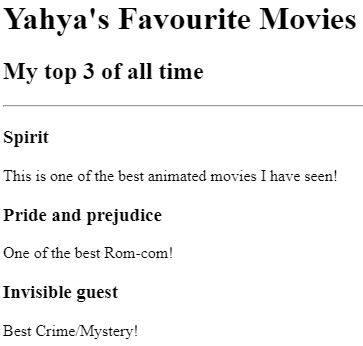 Yahya's Favourite Movies
My top 3 of all time
Spirit
This is one of the best animated movies I have seen!
Pride and prejudice
One of the best Rom-com!
Invisible guest
Best Crime/Mystery!